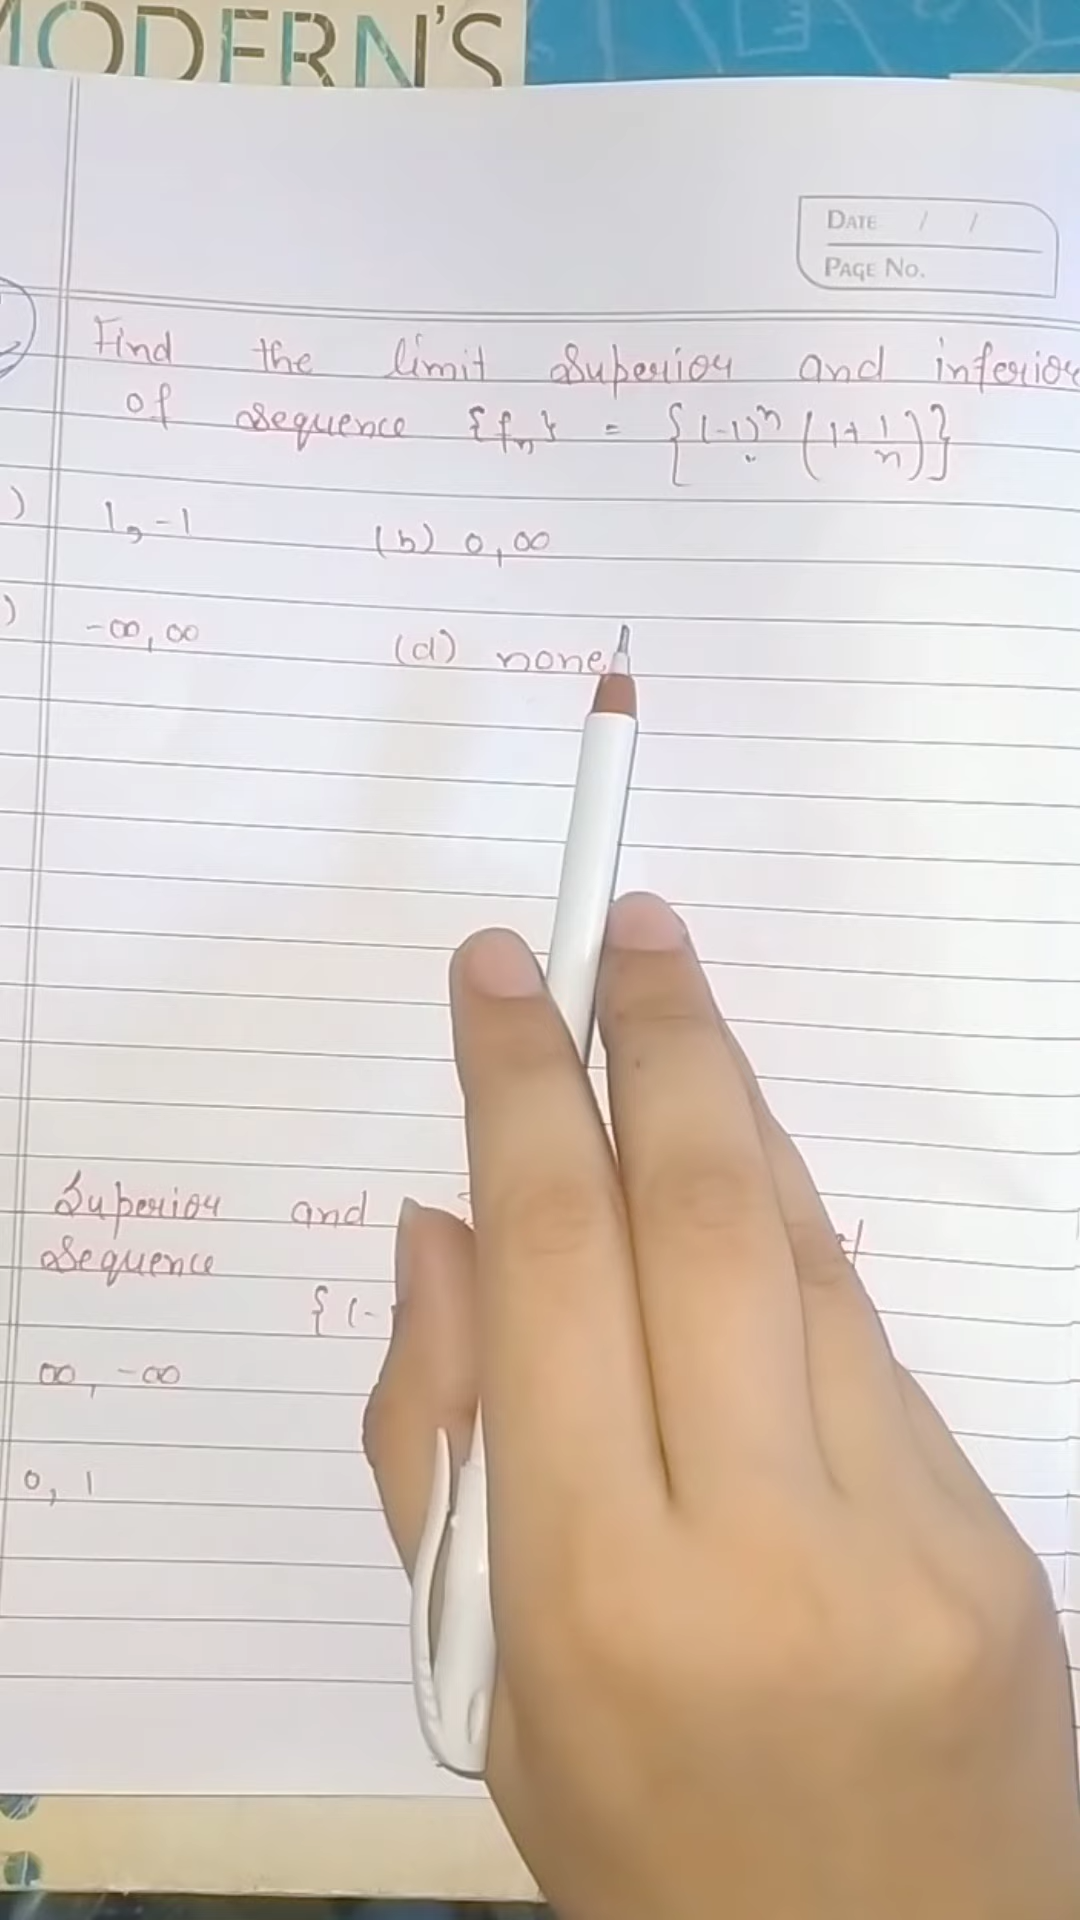 MODERN'S
DATE / /
PAGE NO.
Find the limit Superior and inferior
of sequence {fn} = {(-1)^n (1+1/n)}
) 1, -1 (b) 0, ∞
) -∞, ∞ (d) none
Superior and
Sequence
{(-
∞, -∞
0, 1